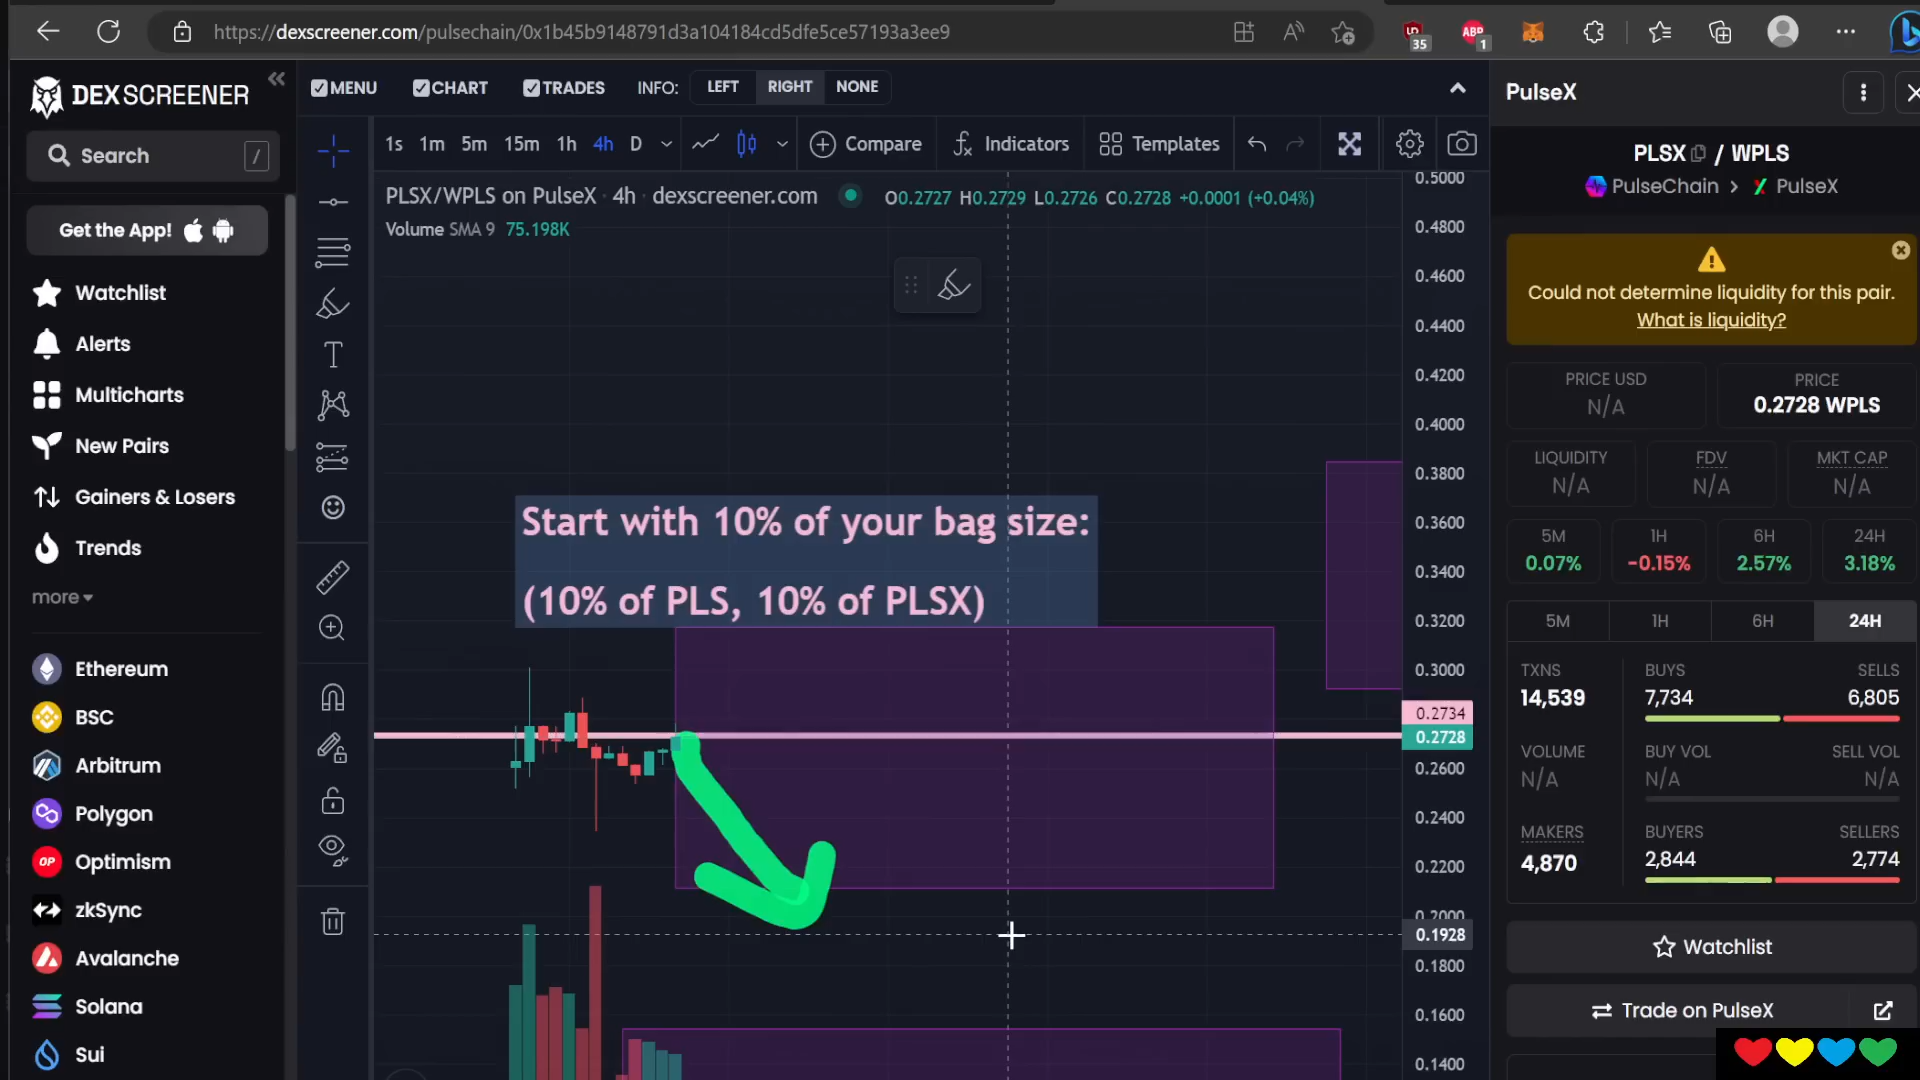 https://dexscreener.com/pulsechain/0x1b45b9148791d3a104184cd5dfe5ce57193a3ee9
35
ABP
1
DEXSCREENER
Search
/
Get the App!
Watchlist
Alerts
Multicharts
New Pairs
Gainers & Losers
Trends
more
Ethereum
BSC
Arbitrum
Polygon
OP
Optimism
zkSync
Avalanche
Solana
Sui
MENU CHART TRADES INFO: LEFT RIGHT NONE
1s 1m 5m 15m 1h 4h D Compare Indicators Templates
PLSX/WPLS on PulseX · 4h · dexscreener.com O0.2727 H0.2729 L0.2726 C0.2728 +0.0001 (+0.04%)
Volume SMA 9 75.198K
Start with 10% of your bag size:
(10% of PLS, 10% of PLSX)
0.5000
0.4800
0.4600
0.4400
0.4200
0.4000
0.3800
0.3600
0.3400
0.3200
0.3000
0.2734
0.2728
0.2600
0.2400
0.2200
0.2000
0.1928
0.1800
0.1600
0.1400
PulseX
PLSX / WPLS
PulseChain > PulseX
Could not determine liquidity for this pair.
What is liquidity?
PRICE USD
N/A
PRICE
0.2728 WPLS
LIQUIDITY
N/A
FDV
N/A
MKT CAP
N/A
5M
0.07%
1H
-0.15%
6H
2.57%
24H
3.18%
5M 1H 6H 24H
TXNS
14,539
BUYS SELLS
7,734 6,805
VOLUME
N/A
BUY VOL SELL VOL
N/A N/A
MAKERS
4,870
BUYERS SELLERS
2,844 2,774
Watchlist
Trade on PulseX